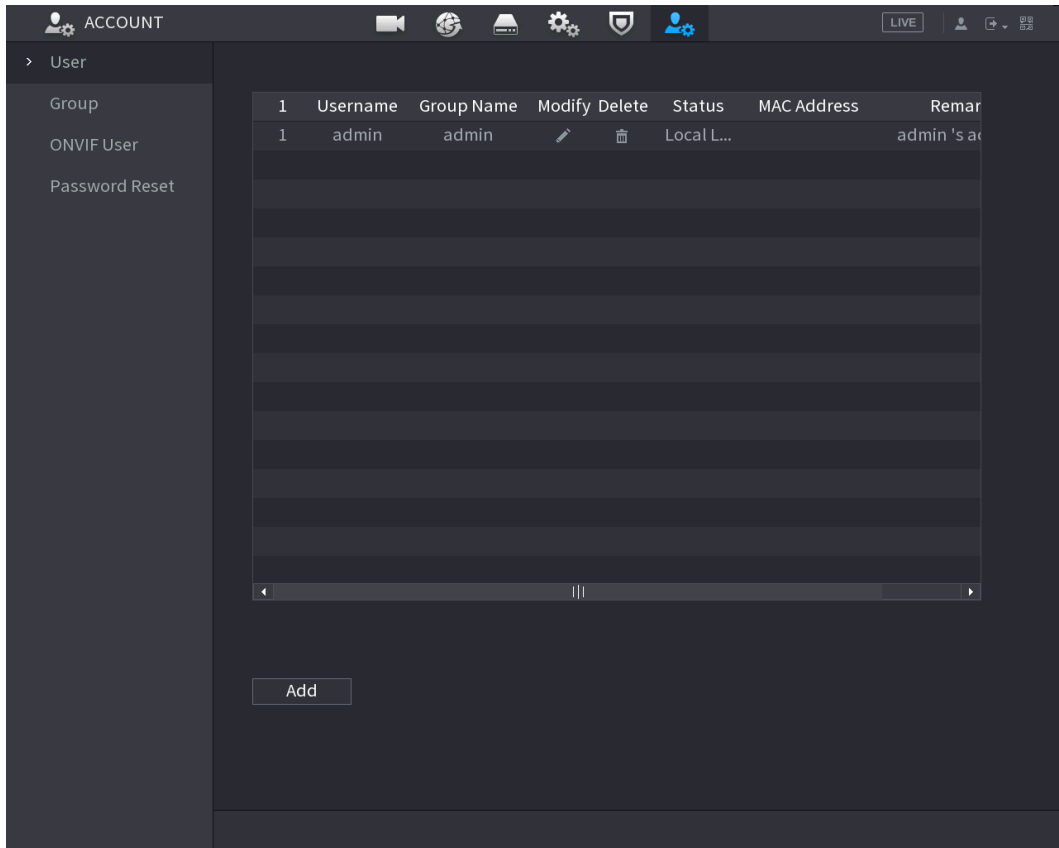 ACCOUNT LIVE
User
Group
ONVIF User
Password Reset
1 Username Group Name Modify Delete Status MAC Address Remar
1 admin admin Local L... admin 's ac
Add